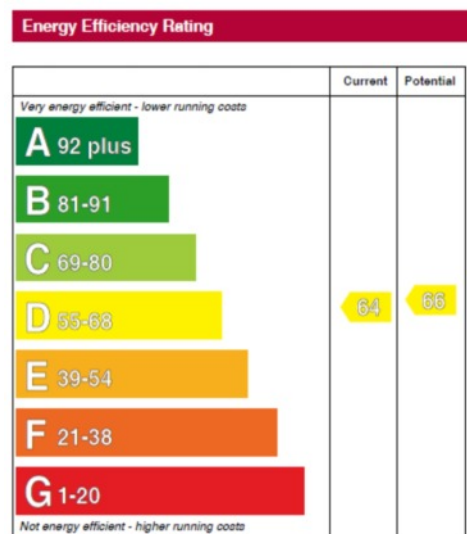 Energy Efficiency Rating
Current Potential
Very energy efficient - lower running costs
A 92 plus
B 81-91
C 69-80
D 55-68
64 66
E 39-54
F 21-38
G 1-20
Not energy efficient - higher running costs